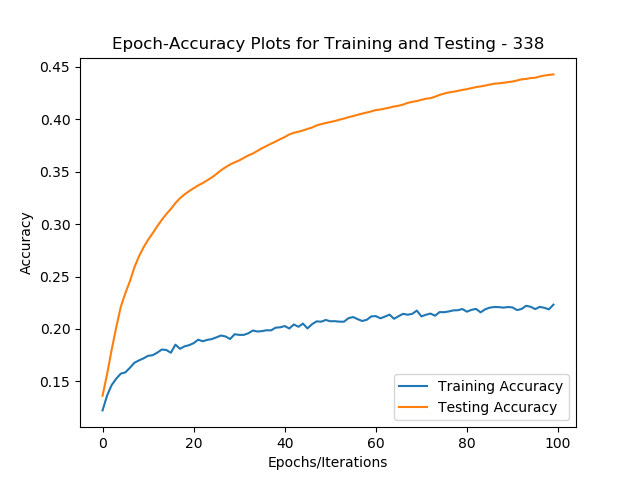 Epoch-Accuracy Plots for Training and Testing - 338
0.45
0.40
0.35
0.30
0.25
0.20
0.15
Accuracy
Training Accuracy
Testing Accuracy
0 20 40 60 80 100
Epochs/Iterations